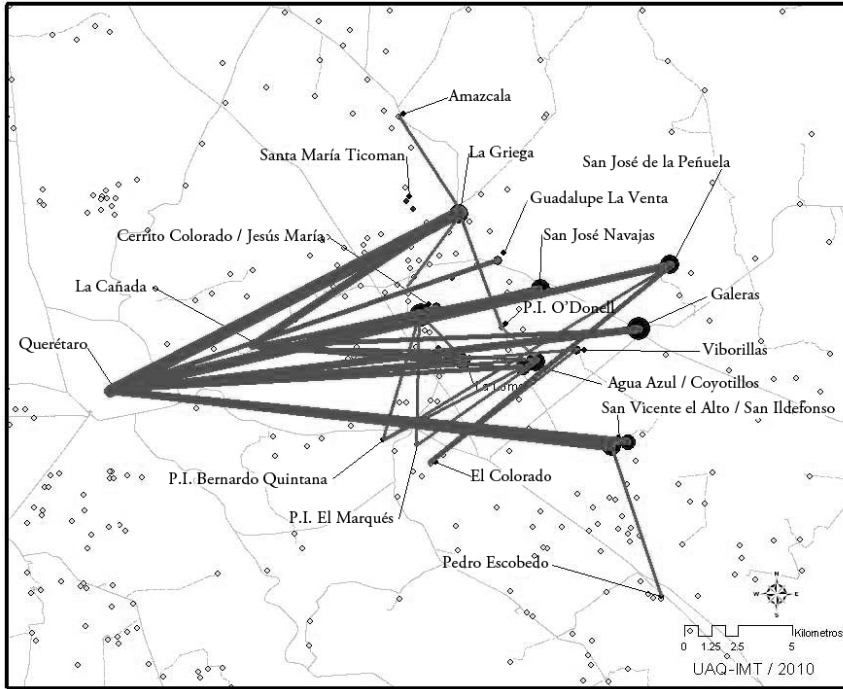 Amazcala
Santa María Ticoman
La Griega
San José de la Peñuela
Guadalupe La Venta
Cerrito Colorado / Jesús María
San José Navajas
La Cañada
P.I. O'Donell
Galeras
Querétaro
Viborillas
La Loma
Agua Azul / Coyotillos
San Vicente el Alto / San Ildefonso
P.I. Bernardo Quintana
El Colorado
P.I. El Marqués
Pedro Escobedo
N
W E
S
Kilometros
0 1.25 2.5 5
UAQ-IMT / 2010